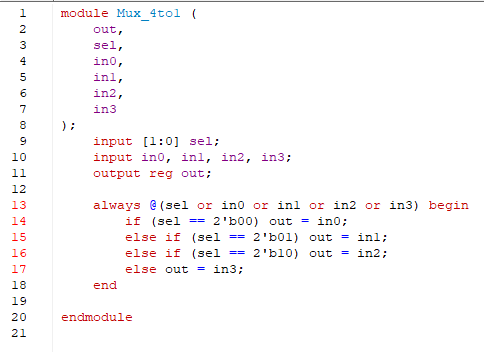 1 module Mux_4to1 (
2 out,
3 sel,
4 in0,
5 in1,
6 in2,
7 in3
8 );
9 input [1:0] sel;
10 input in0, in1, in2, in3;
11 output reg out;
12
13 always @(sel or in0 or in1 or in2 or in3) begin
14 if (sel == 2'b00) out = in0;
15 else if (sel == 2'b01) out = in1;
16 else if (sel == 2'b10) out = in2;
17 else out = in3;
18 end
19
20 endmodule
21